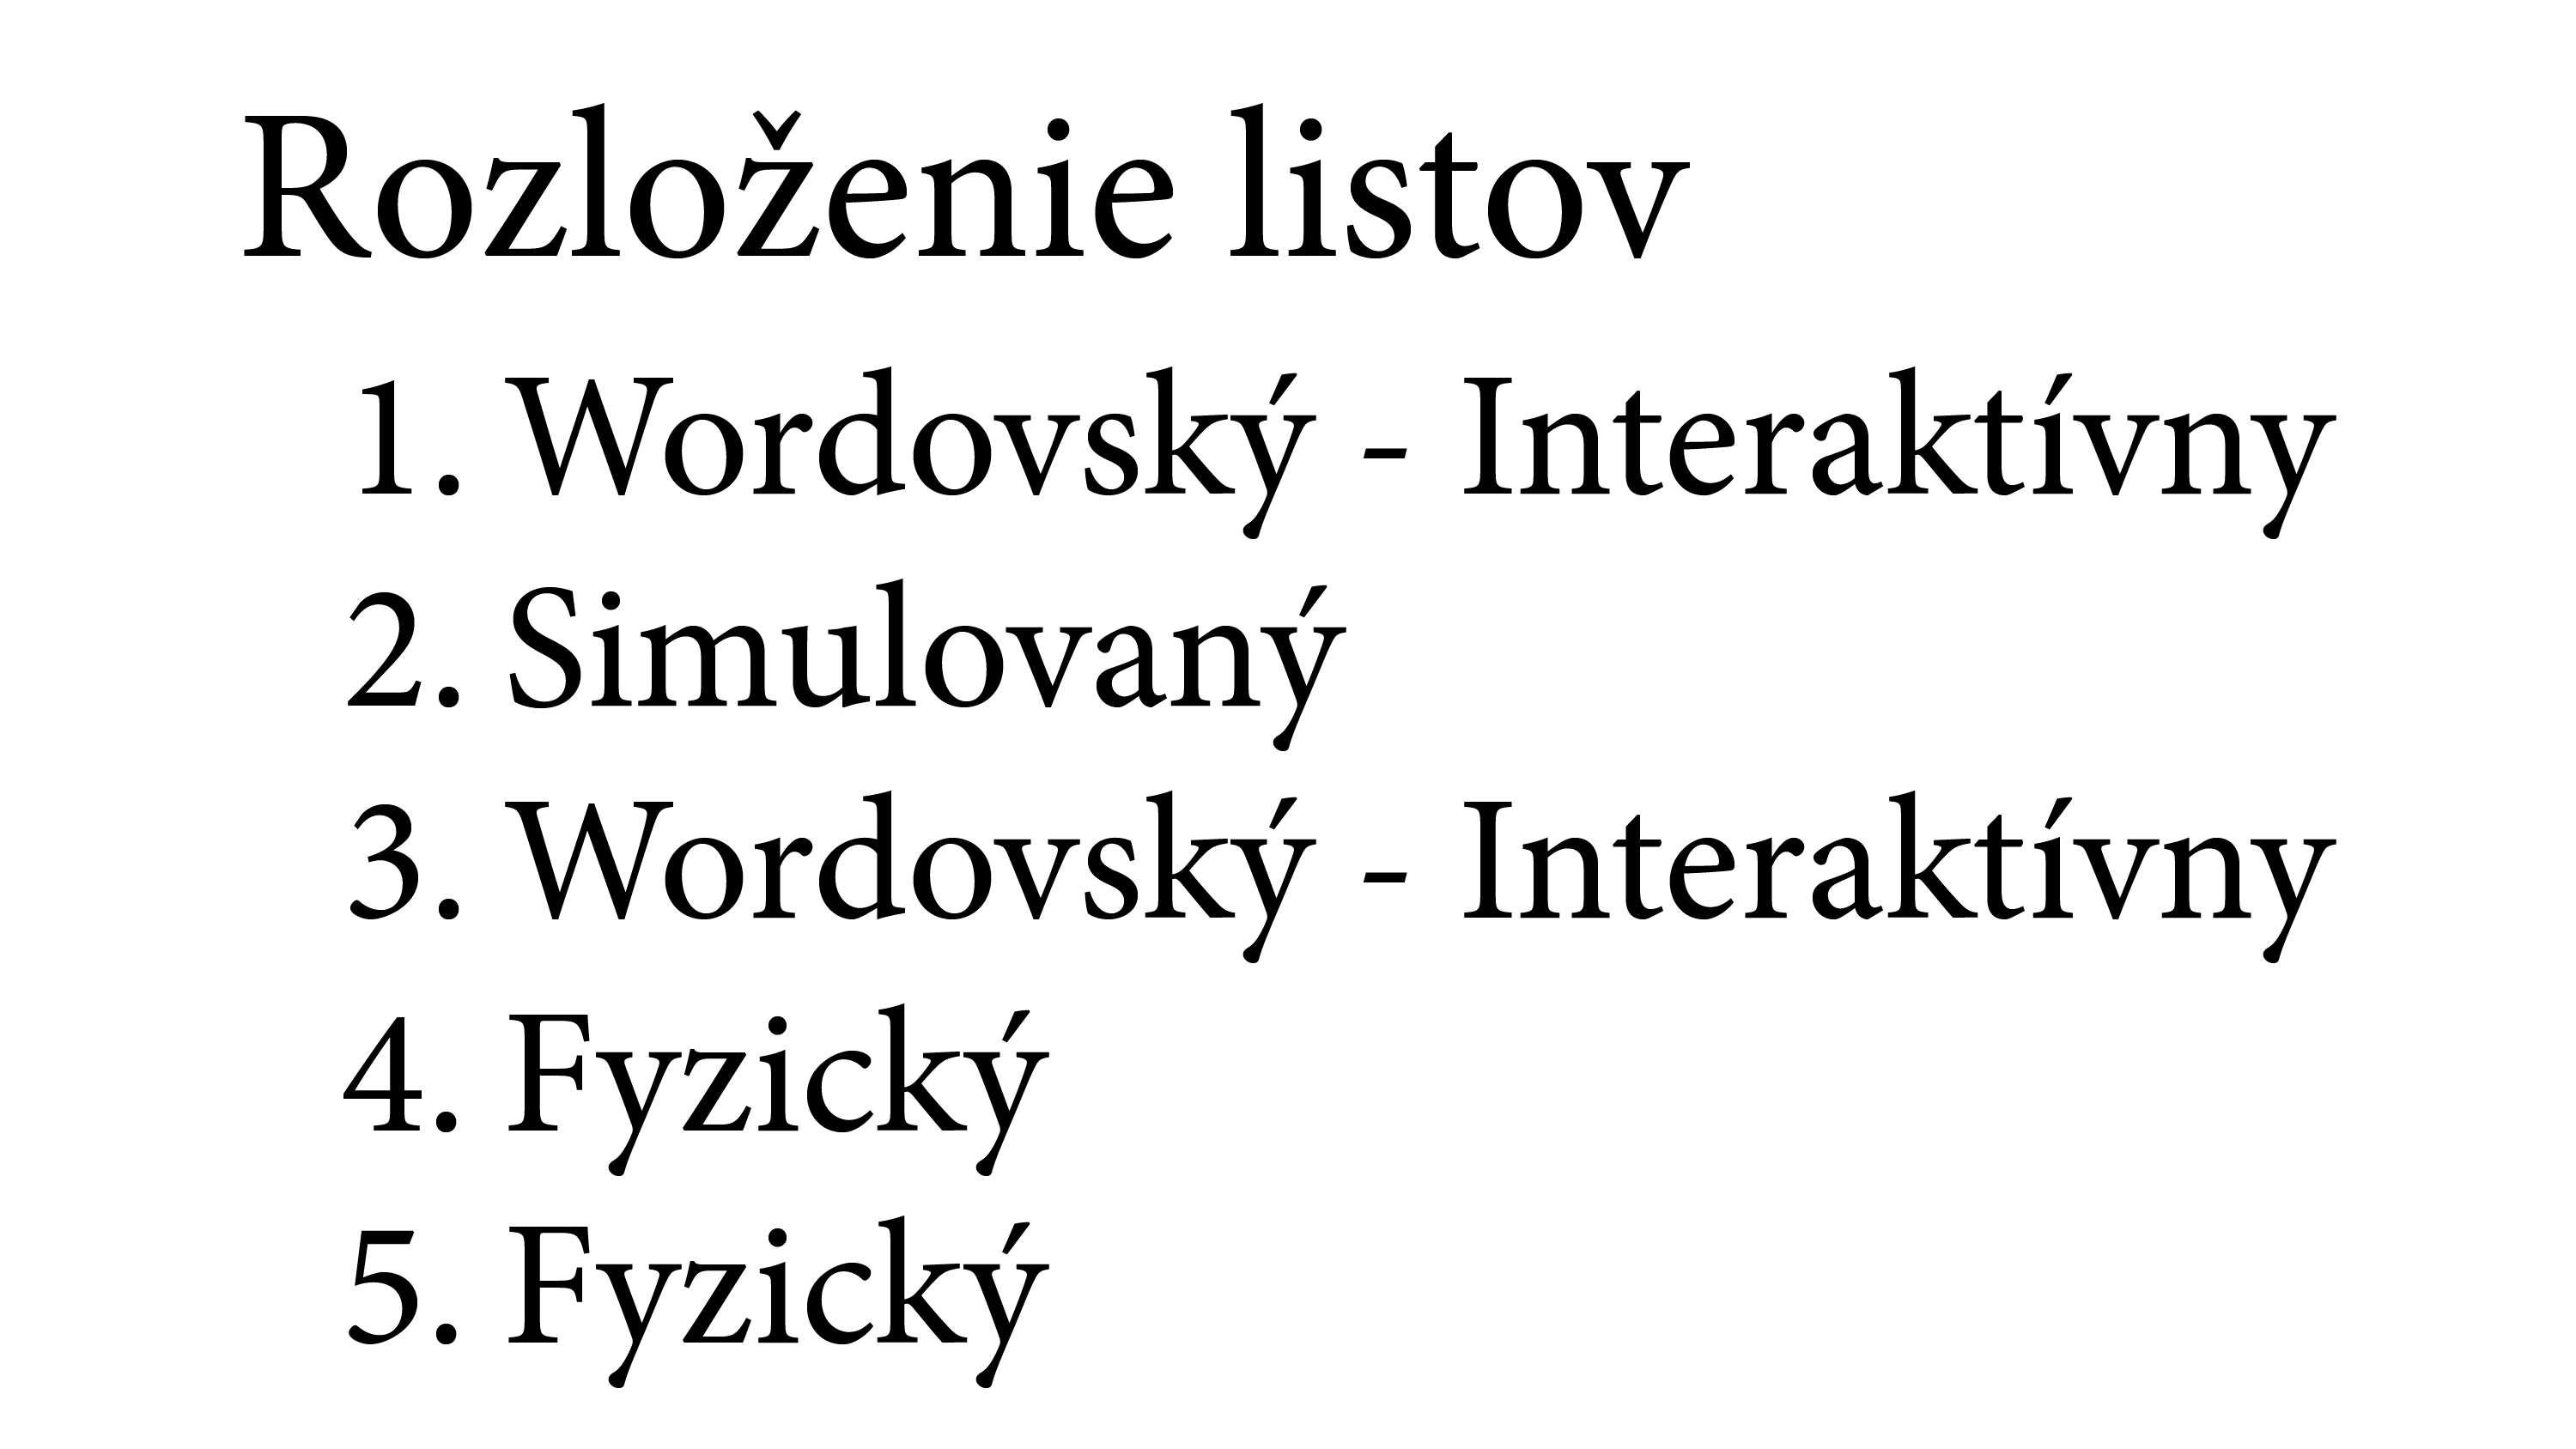 Rozloženie listov
1. Wordovský - Interaktívny
2. Simulovaný
3. Wordovský - Interaktívny
4. Fyzický
5. Fyzický